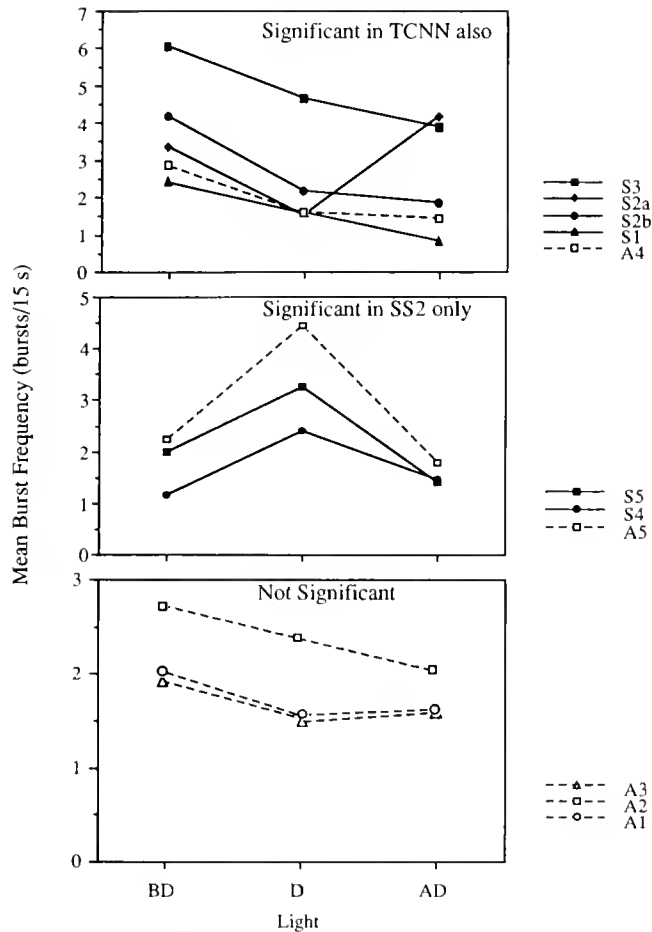 Mean Burst Frequency (bursts/15 s)
Significant in TCNN also
7
6
5
4
3
2
1
0
S3
S2a
S2b
S1
A4
Significant in SS2 only
5
4
3
2
1
0
S5
S4
A5
Not Significant
3
2
1
0
A3
A2
A1
BD D AD
Light